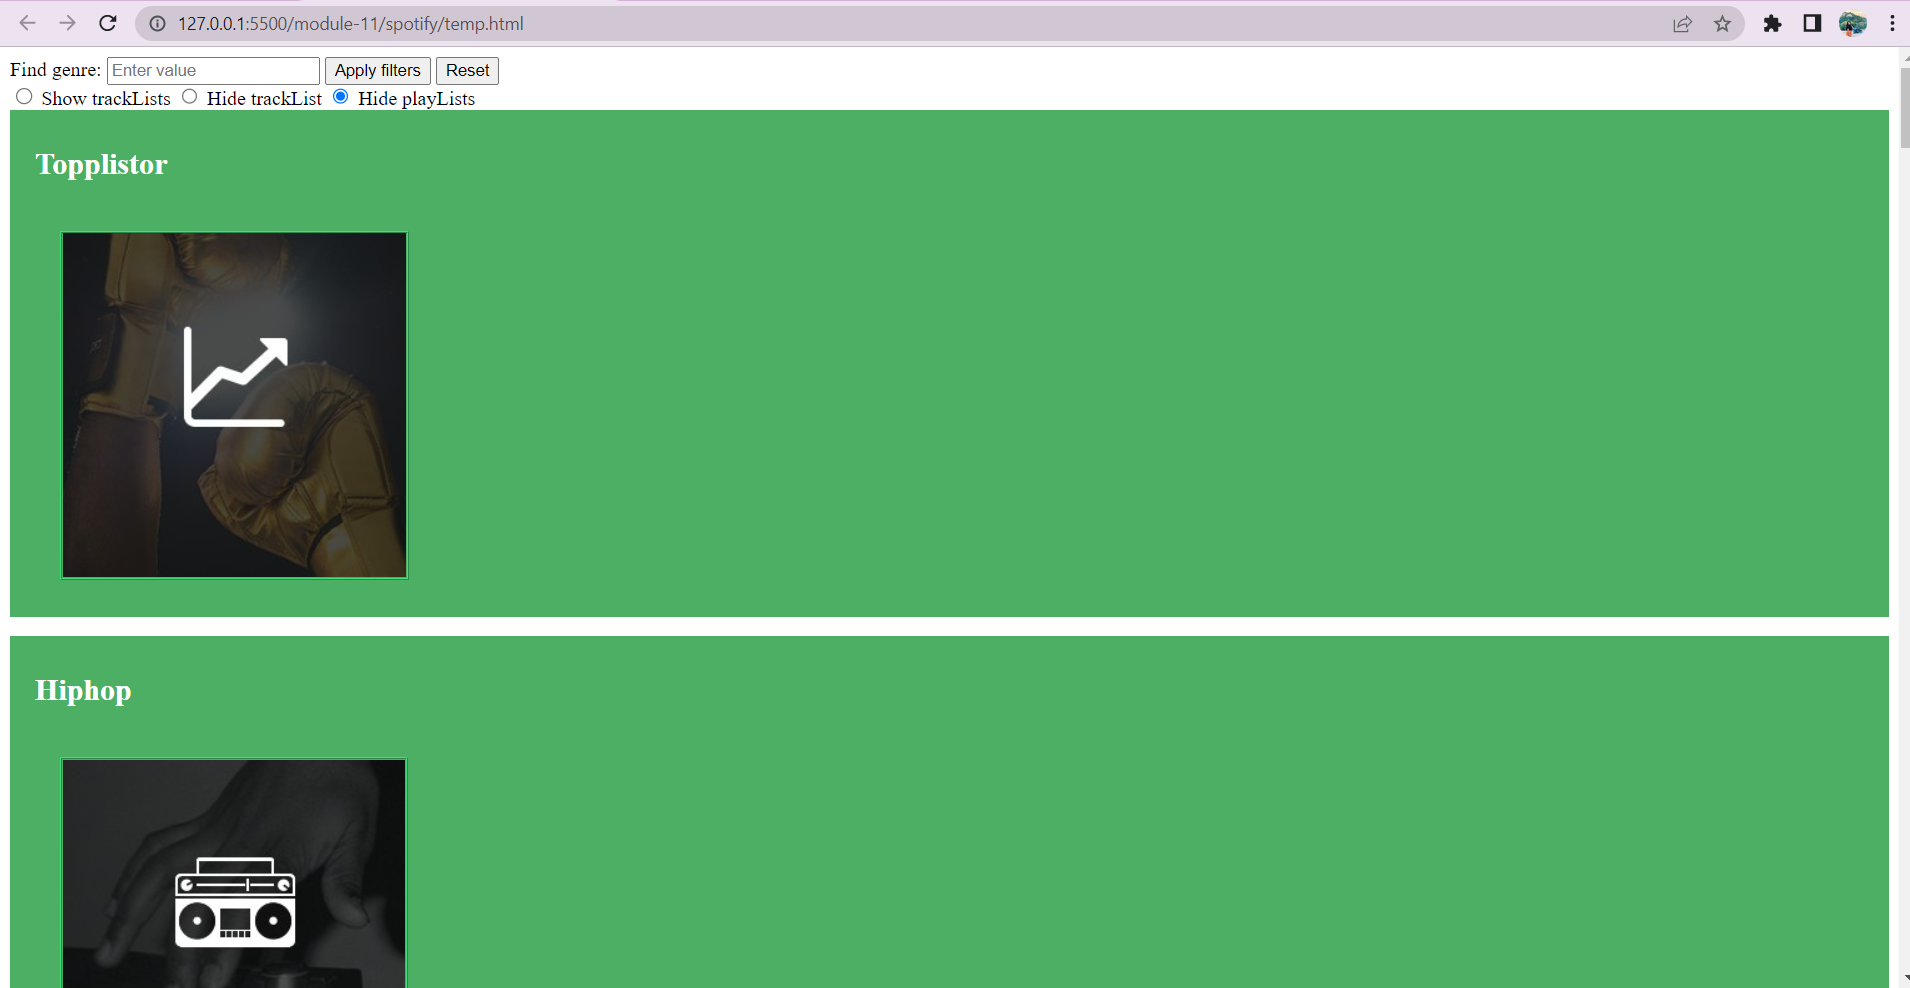 127.0.0.1:5500/module-11/spotify/temp.html
Find genre: Enter value Apply filters Reset
Show trackLists Hide trackList Hide playLists
Topplistor
Hiphop